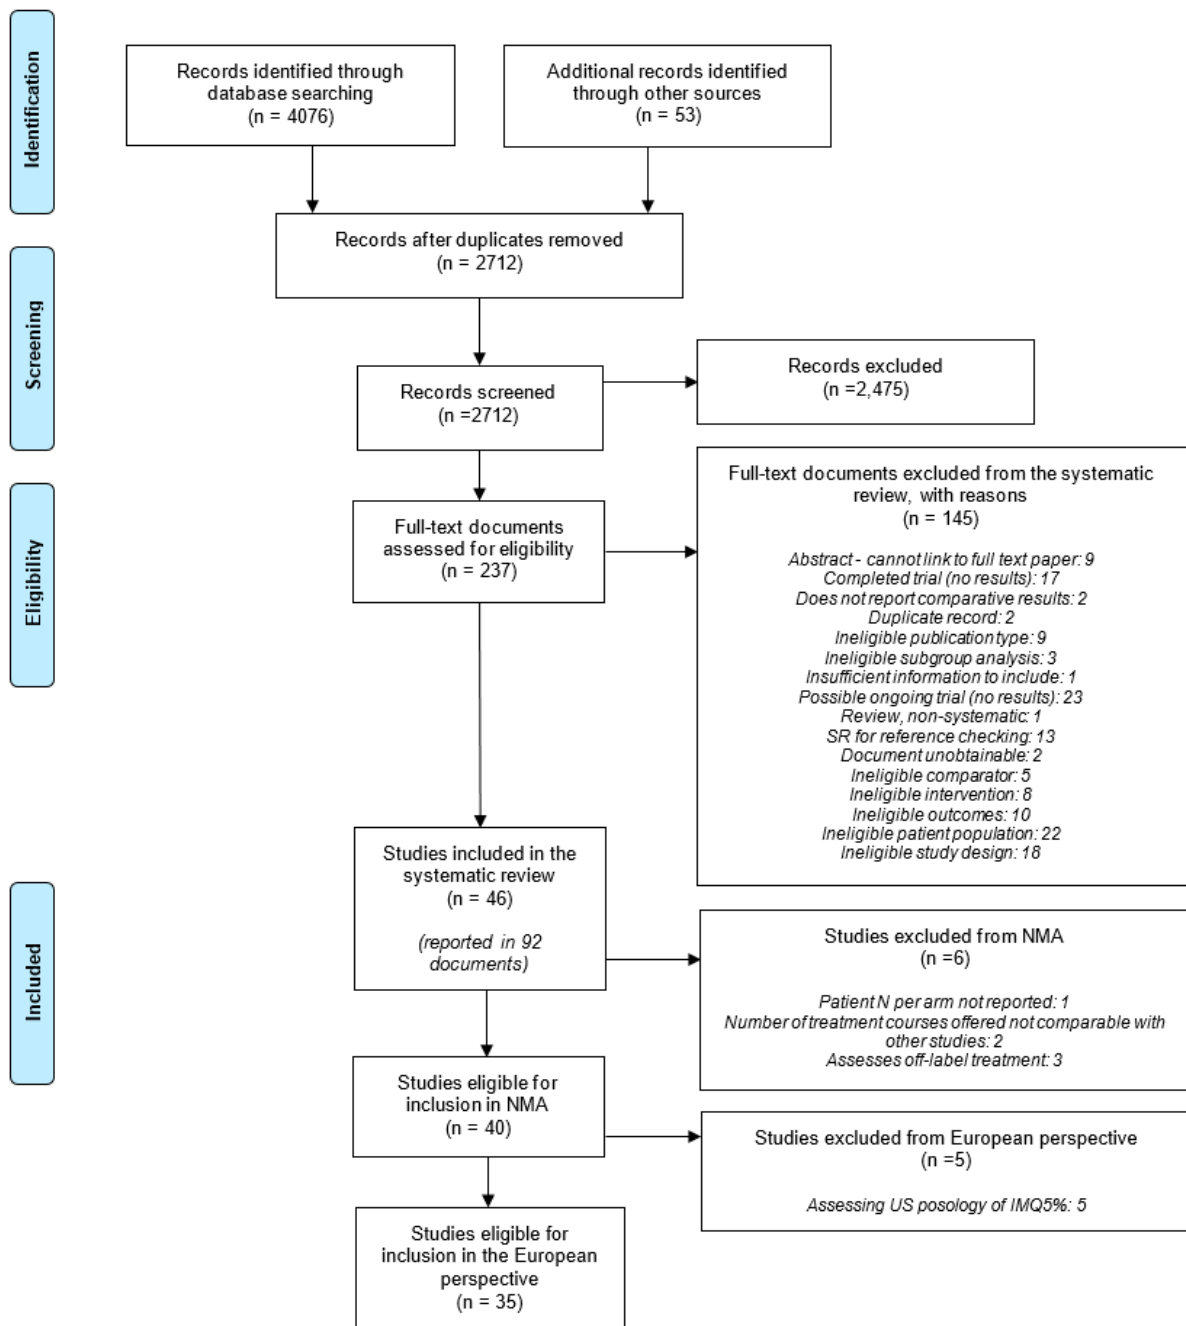 Identification
Records identified through
database searching
(n = 4076)
Additional records identified
through other sources
(n = 53)
Records after duplicates removed
(n = 2712)
Screening
Records screened
(n =2712)
Records excluded
(n =2,475)
Eligibility
Full-text documents
assessed for eligibility
(n = 237)
Full-text documents excluded from the systematic
review, with reasons
(n = 145)
Abstract - cannot link to full text paper: 9
Completed trial (no results): 17
Does not report comparative results: 2
Duplicate record: 2
Ineligible publication type: 9
Ineligible subgroup analysis: 3
Insufficient information to include: 1
Possible ongoing trial (no results): 23
Review, non-systematic: 1
SR for reference checking: 13
Document unobtainable: 2
Ineligible comparator: 5
Ineligible intervention: 8
Ineligible outcomes: 10
Ineligible patient population: 22
Ineligible study design: 18
Included
Studies included in the
systematic review
(n = 46)
(reported in 92
documents)
Studies excluded from NMA
(n =6)
Patient N per arm not reported: 1
Number of treatment courses offered not comparable with
other studies: 2
Assesses off-label treatment: 3
Studies eligible for
inclusion in NMA
(n = 40)
Studies excluded from European perspective
(n =5)
Assessing US posology of IMQ5%: 5
Studies eligible for
inclusion in the European
perspective
(n = 35)